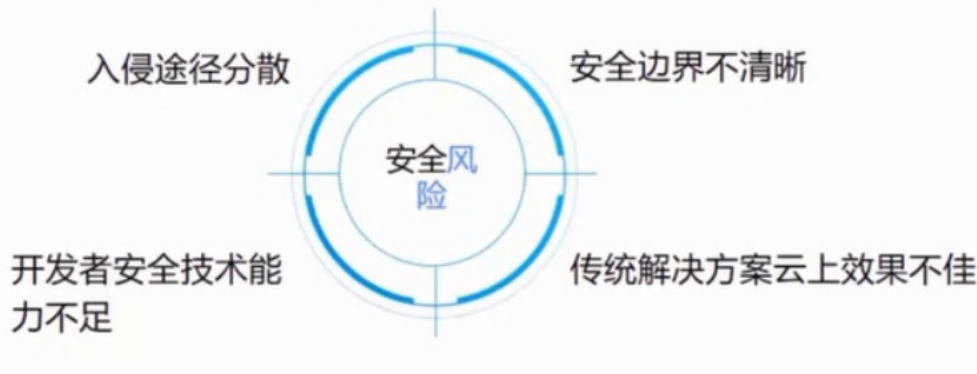 入侵途径分散
安全边界不清晰
安全风
险
开发者安全技术能
力不足
传统解决方案云上效果不佳